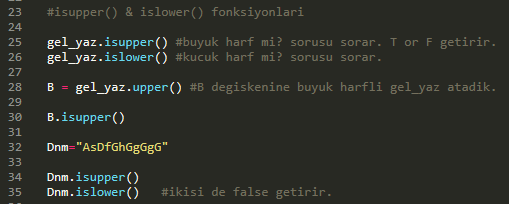 23 #isupper() & islower() fonksiyonlari
24
25 gel_yaz.isupper() #buyuk harf mi? sorusu sorar. T or F getirir.
26 gel_yaz.islower() #kucuk harf mi? sorusu sorar.
27
28 B = gel_yaz.upper() #B degiskenine buyuk harfli gel_yaz atadik.
29
30 B.isupper()
31
32 Dnm="AsDfGhGgGgG"
33
34 Dnm.isupper()
35 Dnm.islower() #ikisi de false getirir.